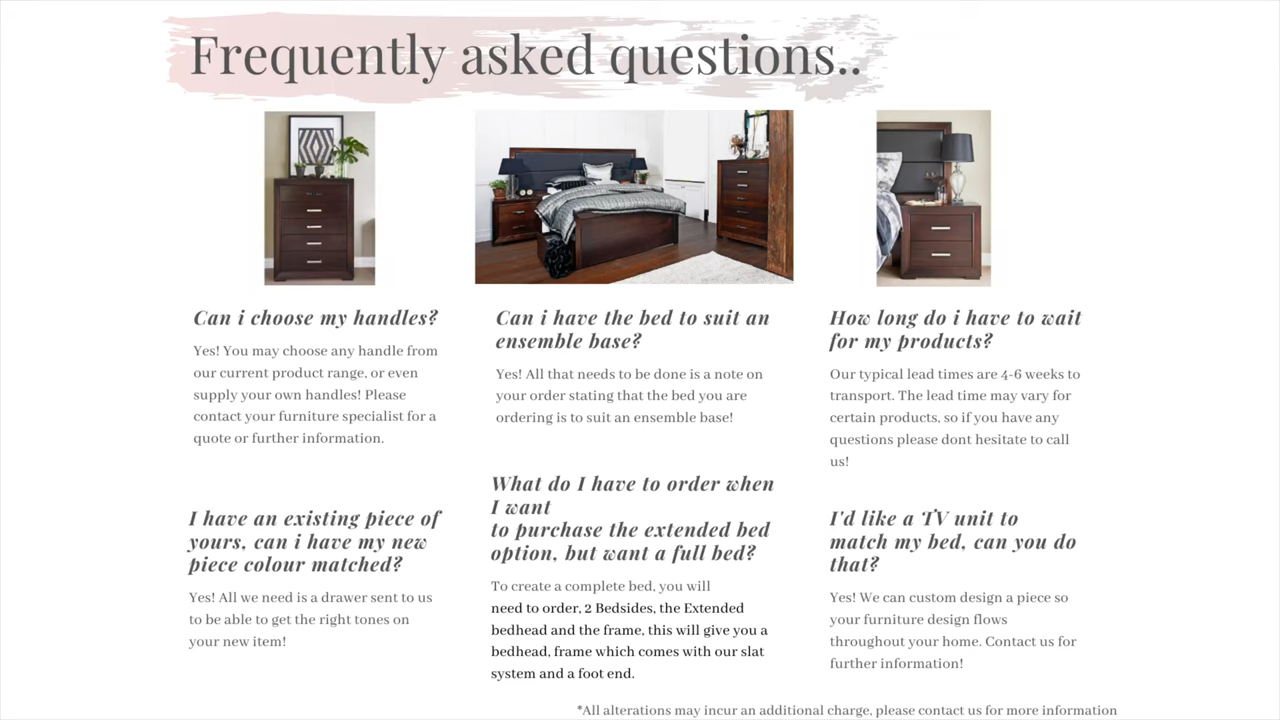 Frequently asked questions..
Can i choose my handles?
Yes! You may choose any handle from
our current product range, or even
supply your own handles! Please
contact your furniture specialist for a
quote or further information.
I have an existing piece of
yours, can i have my new
piece colour matched?
Yes! All we need is a drawer sent to us
to be able to get the right tones on
your new item!
Can i have the bed to suit an
ensemble base?
Yes! All that needs to be done is a note on
your order stating that the bed you are
ordering is to suit an ensemble base!
What do I have to order when
I want
to purchase the extended bed
option, but want a full bed?
To create a complete bed, you will
need to order, 2 Bedsides, the Extended
bedhead and the frame, this will give you a
bedhead, frame which comes with our slat
system and a foot end.
How long do i have to wait
for my products?
Our typical lead times are 4-6 weeks to
transport. The lead time may vary for
certain products, so if you have any
questions please dont hesitate to call
us!
I'd like a TV unit to
match my bed, can you do
that?
Yes! We can custom design a piece so
your furniture design flows
throughout your home. Contact us for
further information!
*All alterations may incur an additional charge, please contact us for more information